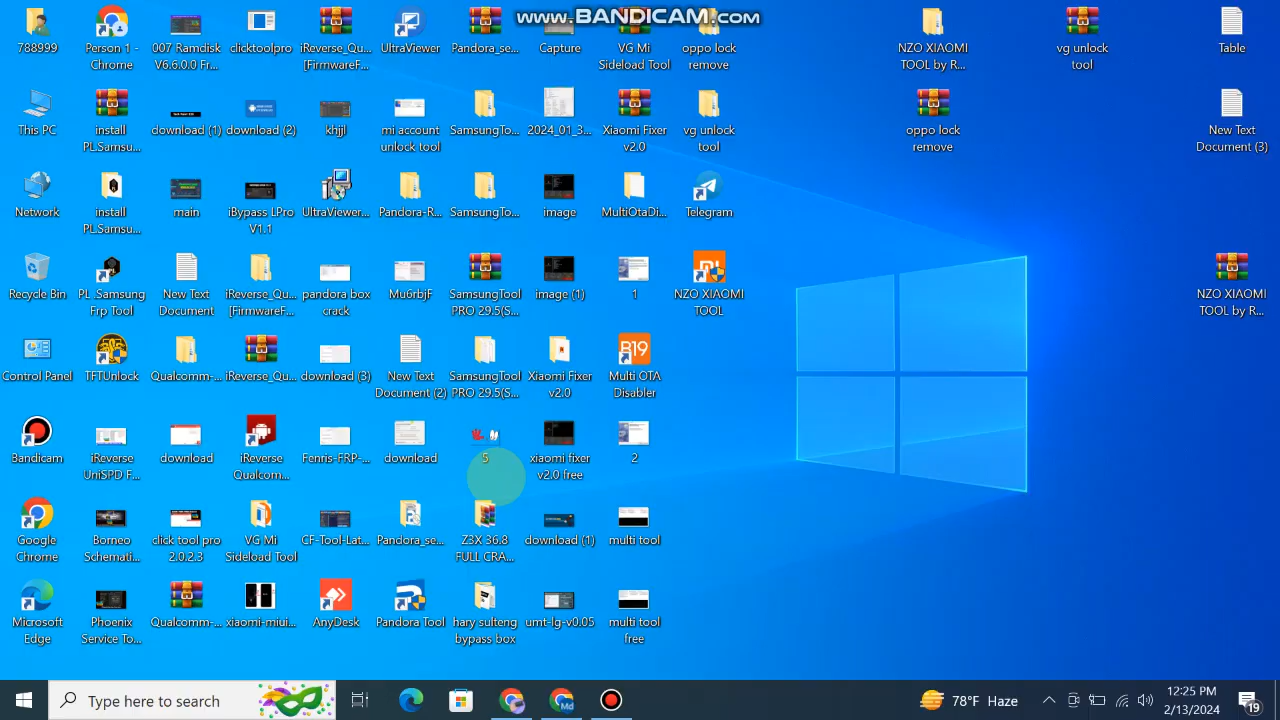 www.BANDICAM.com
788999
Person 1 -
Chrome
007 Ramdisk
V6.6.0.0 Fr...
clicktoolpro
iReverse_Qu...
[FirmwareF...
UltraViewer
Pandora_se...
Capture
VG Mi
Sideload Tool
oppo lock
remove
NZO XIAOMI
TOOL by R...
vg unlock
tool
Table
This PC
install
PL.Samsu...
download (1)
download (2)
khjjl
mi account
unlock tool
SamsungTo...
2024_01_3...
Xiaomi Fixer
v2.0
vg unlock
tool
oppo lock
remove
New Text
Document (3)
Network
install
PL.Samsu...
main
iBypass LPro
V1.1
UltraViewer...
Pandora-R...
SamsungTo...
image
MultiOtaDi...
Telegram
Recycle Bin
PL .Samsung
Frp Tool
New Text
Document
iReverse_Qu...
[FirmwareF...
pandora box
crack
Mu6rbjF
SamsungTool
PRO 29.5(S...
image (1)
1
NZO XIAOMI
TOOL
NZO XIAOMI
TOOL by R...
Control Panel
TFTUnlock
Qualcomm-...
iReverse_Qu...
download (3)
New Text
Document (2)
SamsungTool
PRO 29.5(S...
Xiaomi Fixer
v2.0
B19
Multi OTA
Disabler
Bandicam
iReverse
UniSPD F...
download
iReverse
Qualcom...
Fenris-FRP-...
download
5
xiaomi fixer
v2.0 free
2
Google
Chrome
Borneo
Schemati...
click tool pro
2.0.2.3
VG Mi
Sideload Tool
CF-Tool-Lat...
Pandora_se...
Z3X 36.8
FULL CRA...
download (1)
multi tool
Microsoft
Edge
Phoenix
Service To...
Qualcomm-...
xiaomi-miui...
AnyDesk
Pandora Tool
hary sulteng
bypass box
umt-lg-v0.05
multi tool
free
Type here to search
Md
78°F Haze
12:25 PM
2/13/2024
19